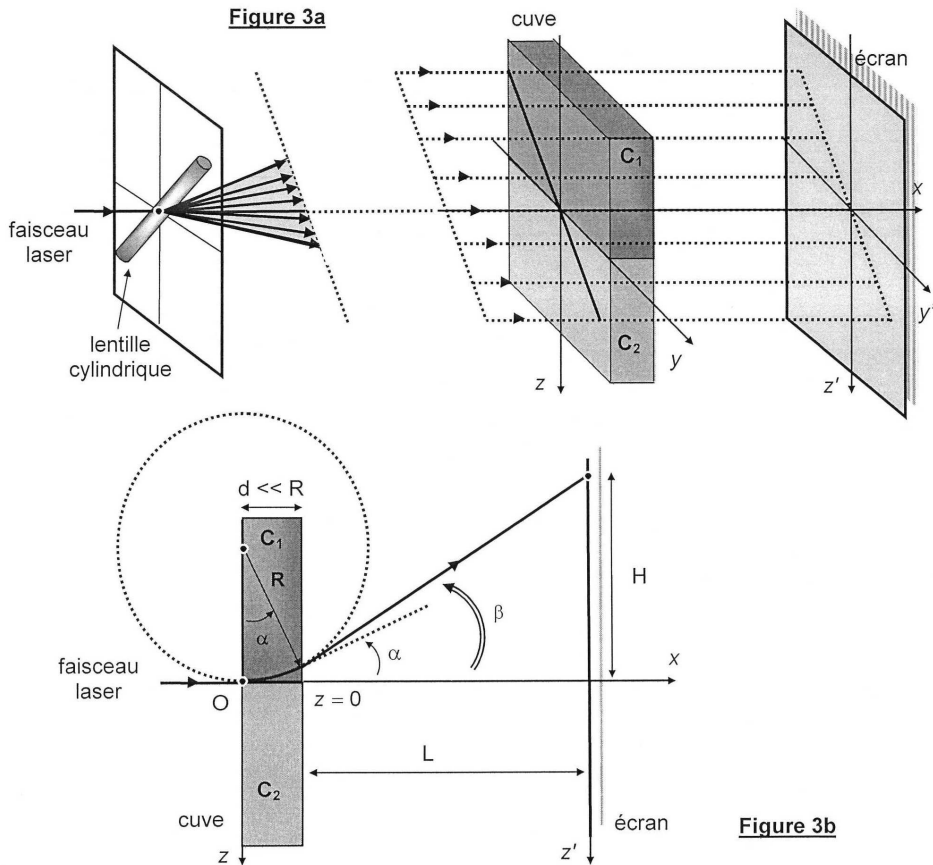 Figure 3a
cuve
écran
C1
x
faisceau
laser
lentille
cylindrique
C2
y
y'
z
z'
d << R
C1
R
H
β
α
α
faisceau
laser
x
O
z = 0
L
C2
cuve
écran
Figure 3b
z
z'